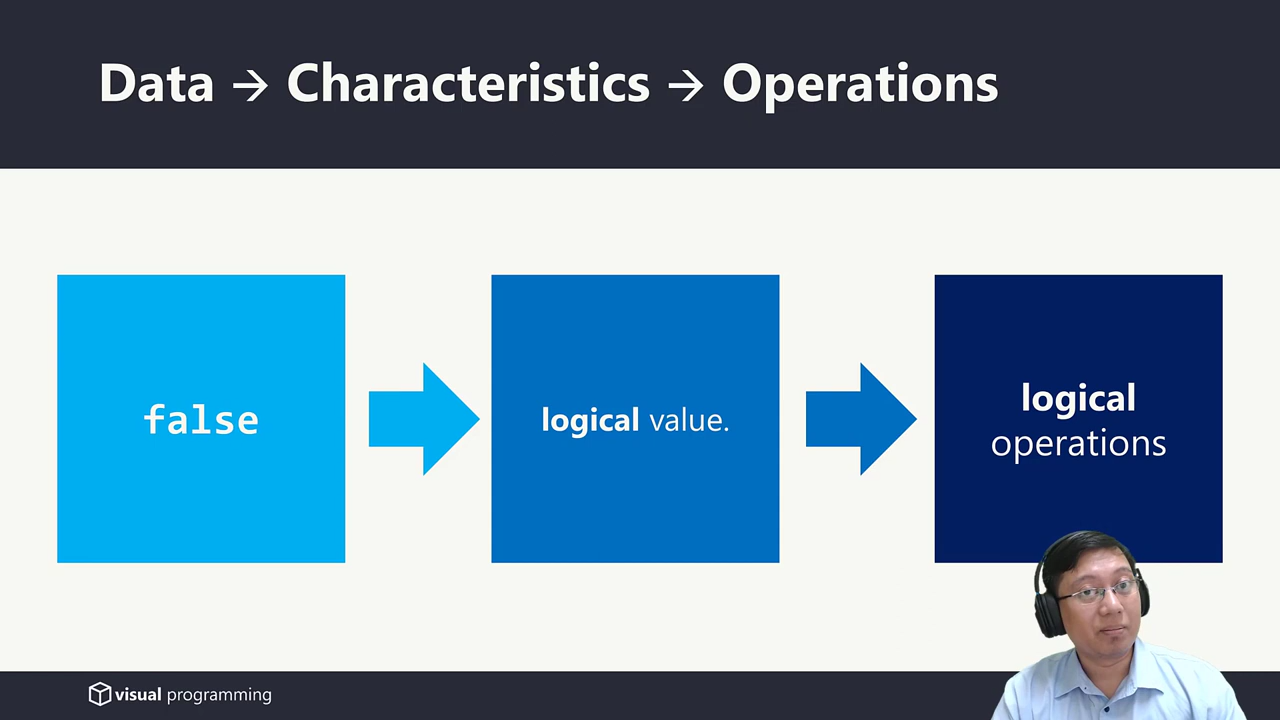 Data → Characteristics → Operations
false
logical value.
logical
operations
visual programming